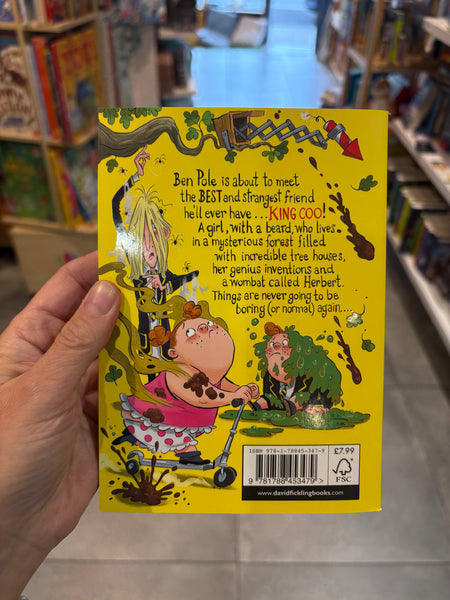 Ben Pole is about to meet
the BEST and strangest friend
he'll ever have... KING COO!
A girl, with a beard, who lives
in a mysterious forest filled
with incredible tree houses,
her genius inventions and
a wombat called Herbert.
Things are never going to be
boring (or normal) again...
ISBN 978-1-78845-347-9
£7.99
9 781788 453479 >
FSC
www.davidficklingbooks.com